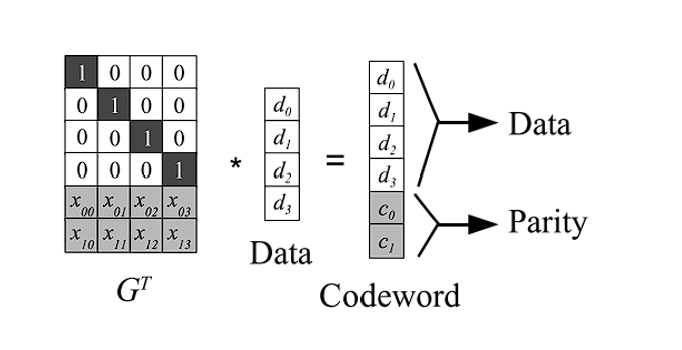 1 0 0 0
0 1 0 0
0 0 1 0
0 0 0 1
x00 x01 x02 x03
x10 x11 x12 x13
G^T
*
d0
d1
d2
d3
Data
=
d0
d1
d2
d3
c0
c1
Codeword
Data
Parity